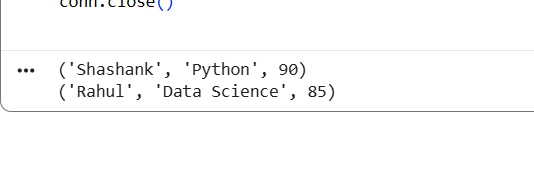 conn.close()
('Shashank', 'Python', 90)
('Rahul', 'Data Science', 85)